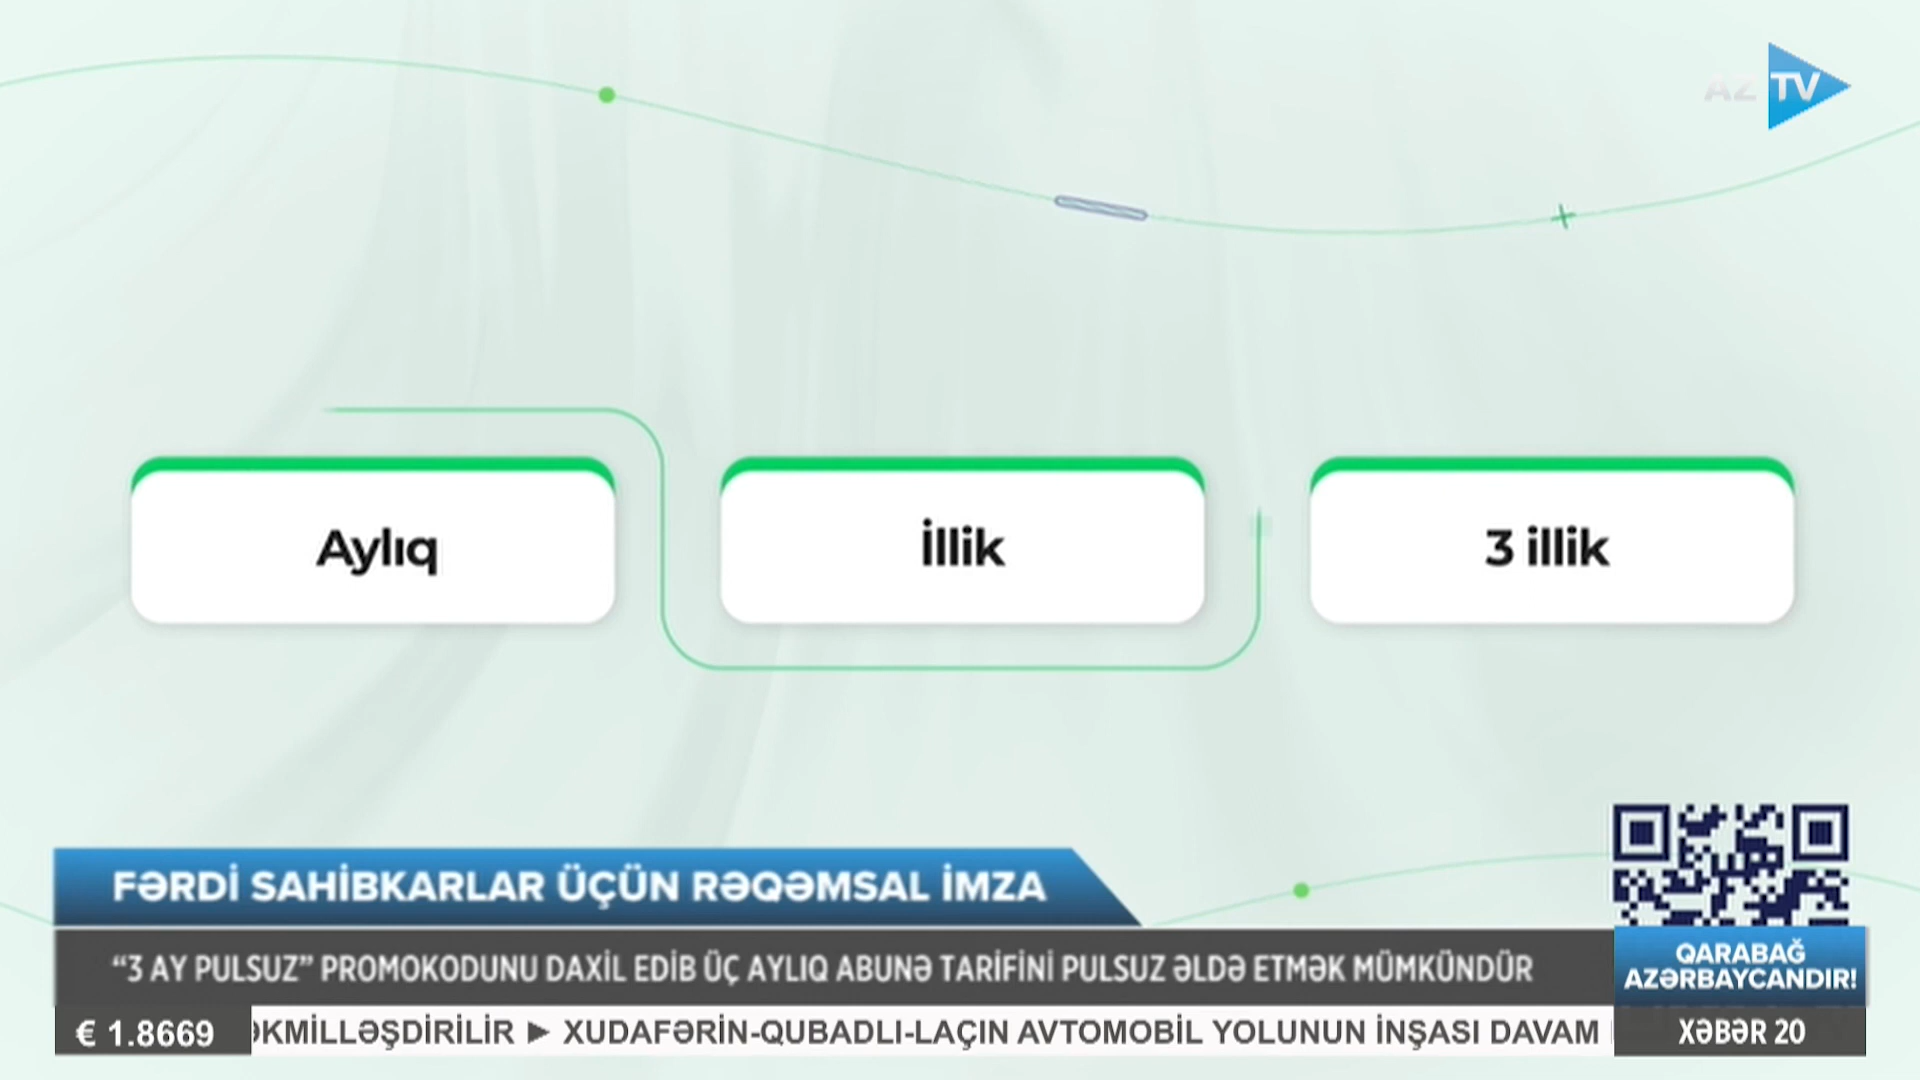 AZTV
Aylıq
İllik
3 illik
FƏRDİ SAHİBKARLAR ÜÇÜN RƏQƏMSAL İMZA
“3 AY PULSUZ” PROMOKODUNU DAXİL EDİB ÜÇ AYLIQ ABUNƏ TARİFİNİ PULSUZ ƏLDƏ ETMƏK MÜMKÜNDÜR
QARABAĞ
AZƏRBAYCANDIR!
€ 1.8669
ƏKMİLLƏŞDİRİLİR ► XUDAFƏRİN-QUBADLI-LAÇIN AVTOMOBİL YOLUNUN İNŞASI DAVAM
XƏBƏR 20